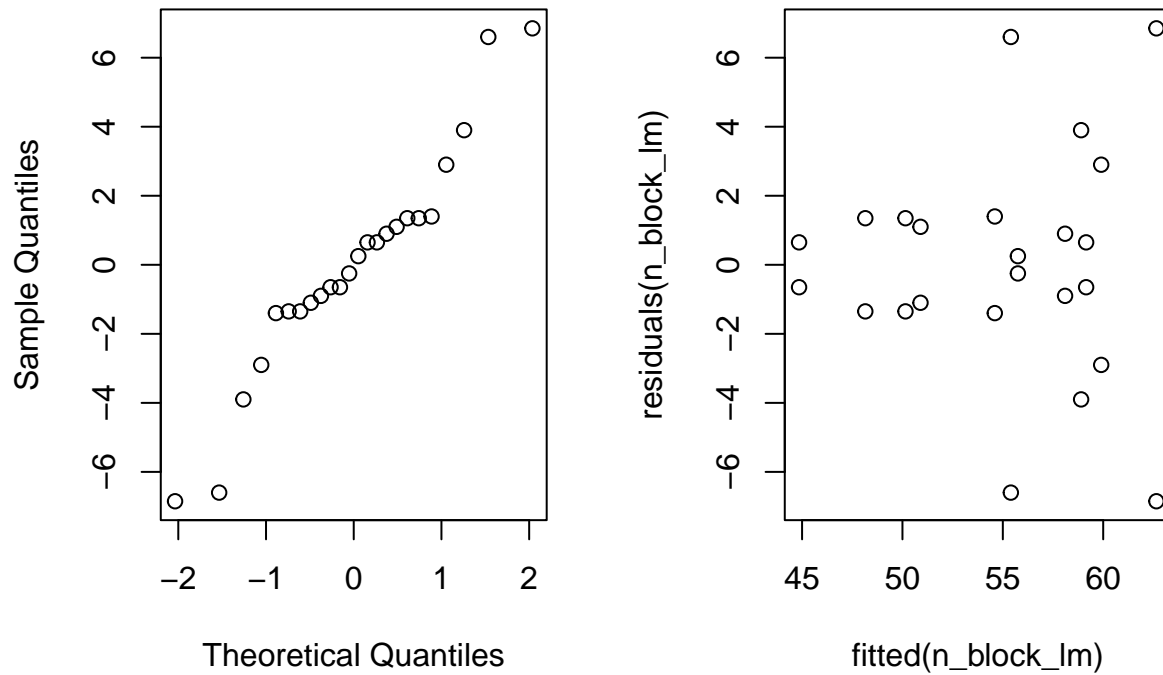 Sample Quantiles
6
4
2
0
−2
−4
−6
−2 −1 0 1 2
Theoretical Quantiles
residuals(n_block_lm)
6
4
2
0
−2
−4
−6
45 50 55 60
fitted(n_block_lm)